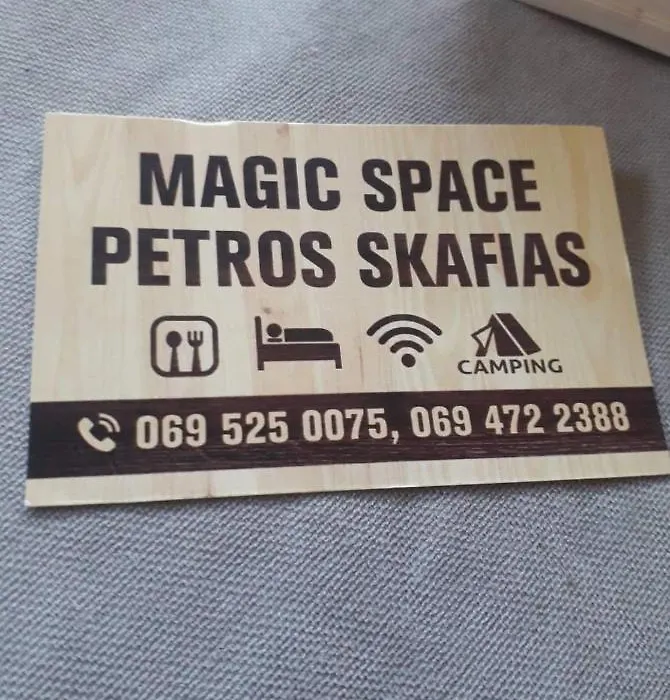 MAGIC SPACE
PETROS SKAFIAS
CAMPING
069 525 0075, 069 472 2388